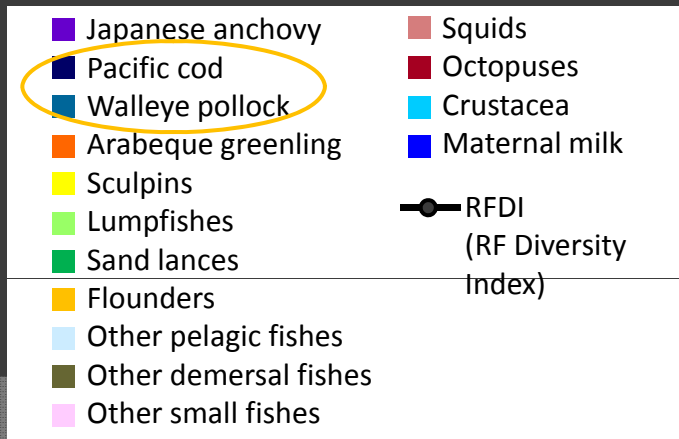 Japanese anchovy
Pacific cod
Walleye pollock
Arabeque greenling
Sculpins
Lumpfishes
Sand lances
Flounders
Other pelagic fishes
Other demersal fishes
Other small fishes
Squids
Octopuses
Crustacea
Maternal milk
RFDI
(RF Diversity
Index)